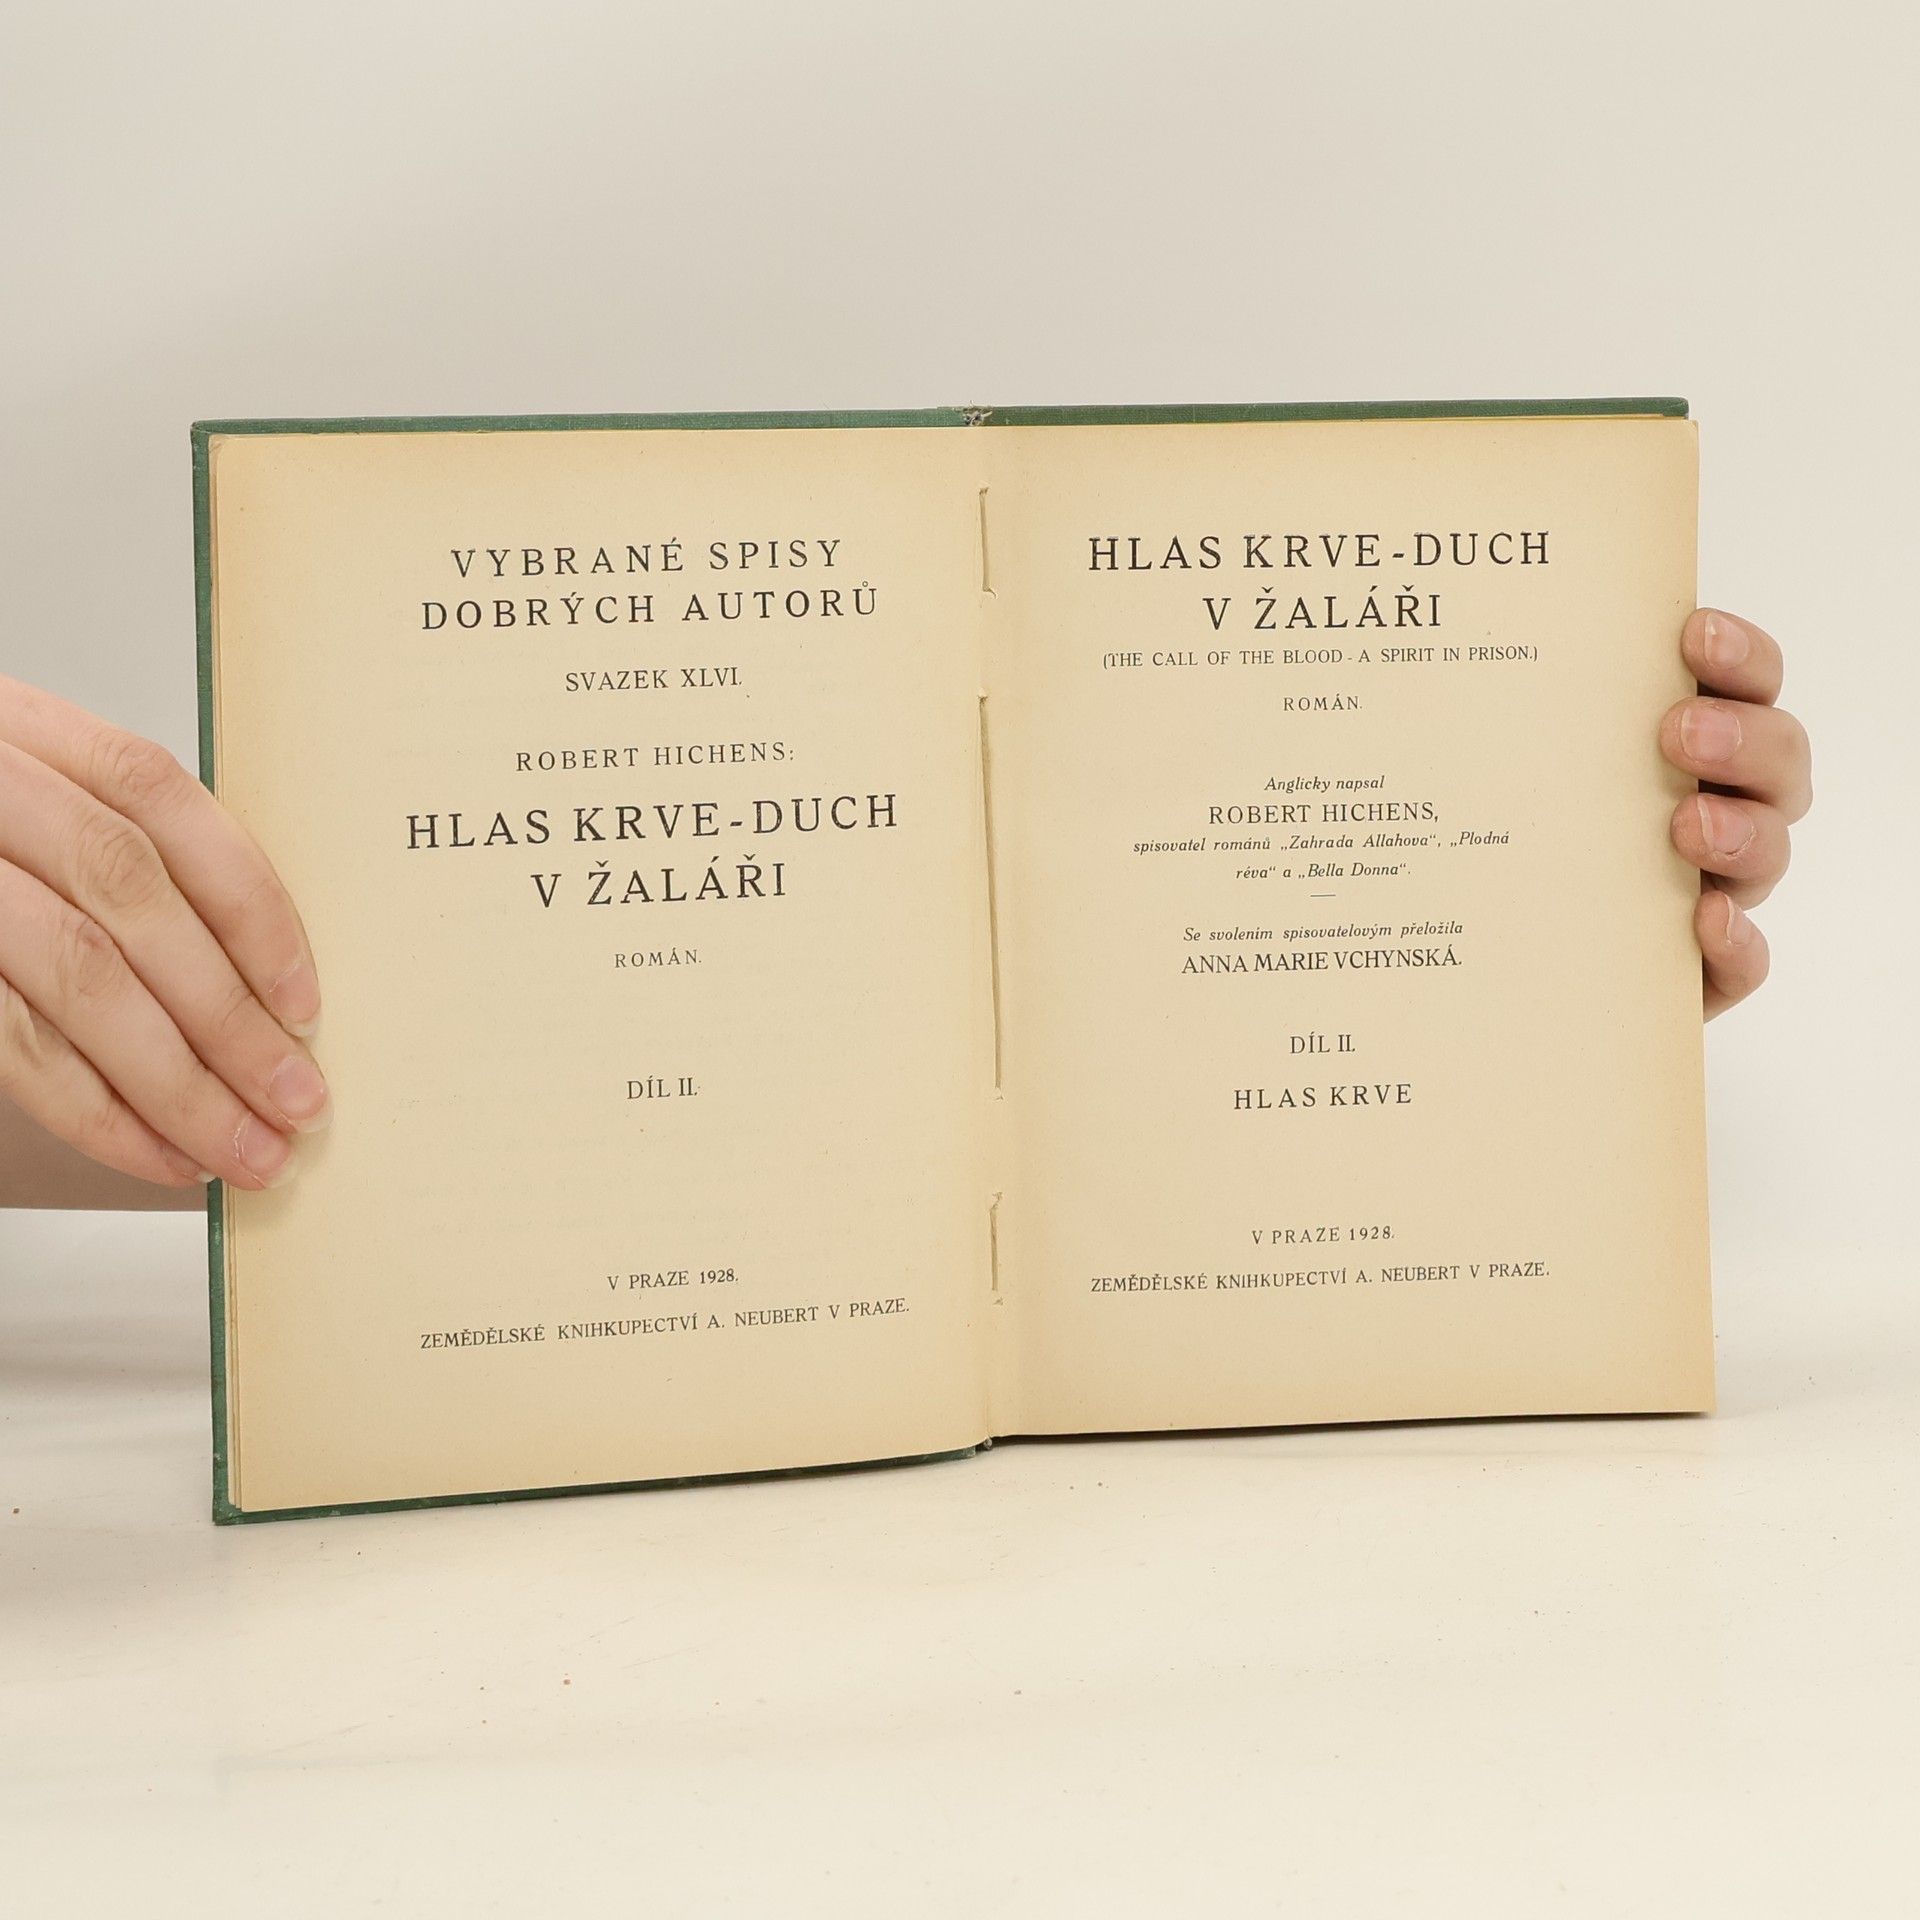 VYBRANÉ SPISY
DOBRÝCH AUTORŮ
SVAZEK XLVI.
ROBERT HICHENS:
HLAS KRVE-DUCH
V ŽALÁŘI
ROMÁN.
DÍL II.
V PRAZE 1928.
ZEMĚDĚLSKÉ KNIHKUPECTVÍ A. NEUBERT V PRAZE.
HLAS KRVE-DUCH
V ŽALÁŘI
(THE CALL OF THE BLOOD - A SPIRIT IN PRISON.)
ROMÁN.
Anglicky napsal
ROBERT HICHENS,
spisovatel románů „Zahrada Allahova“, „Plodná
réva“ a „Bella Donna“.
Se svolením spisovatelovým přeložila
ANNA MARIE VCHYNSKÁ.
DÍL II.
HLAS KRVE
V PRAZE 1928.
ZEMĚDĚLSKÉ KNIHKUPECTVÍ A. NEUBERT V PRAZE.